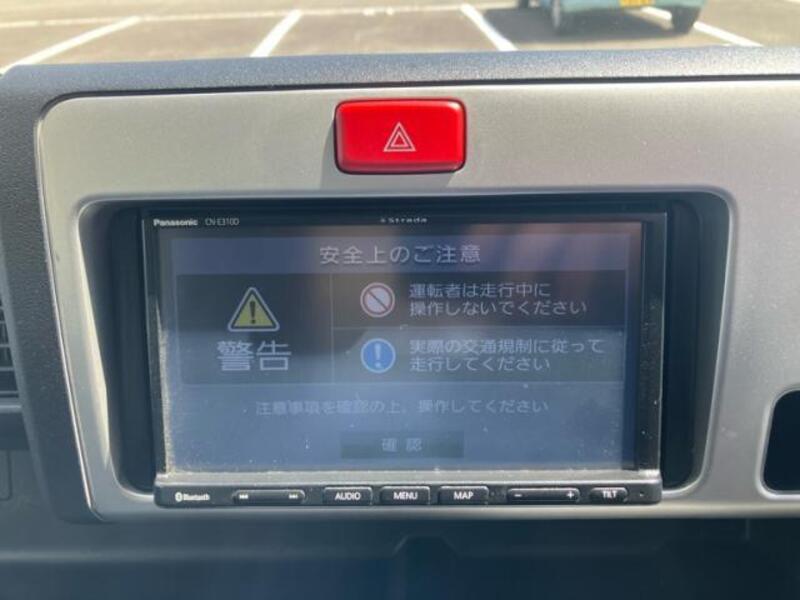 Panasonic CN-E310D Strada
安全上のご注意
警告
運転者は走行中に
操作しないでください
実際の交通規制に従って
走行してください
注意事項を確認の上、操作してください
確認
Bluetooth AUDIO MENU MAP − + TILT